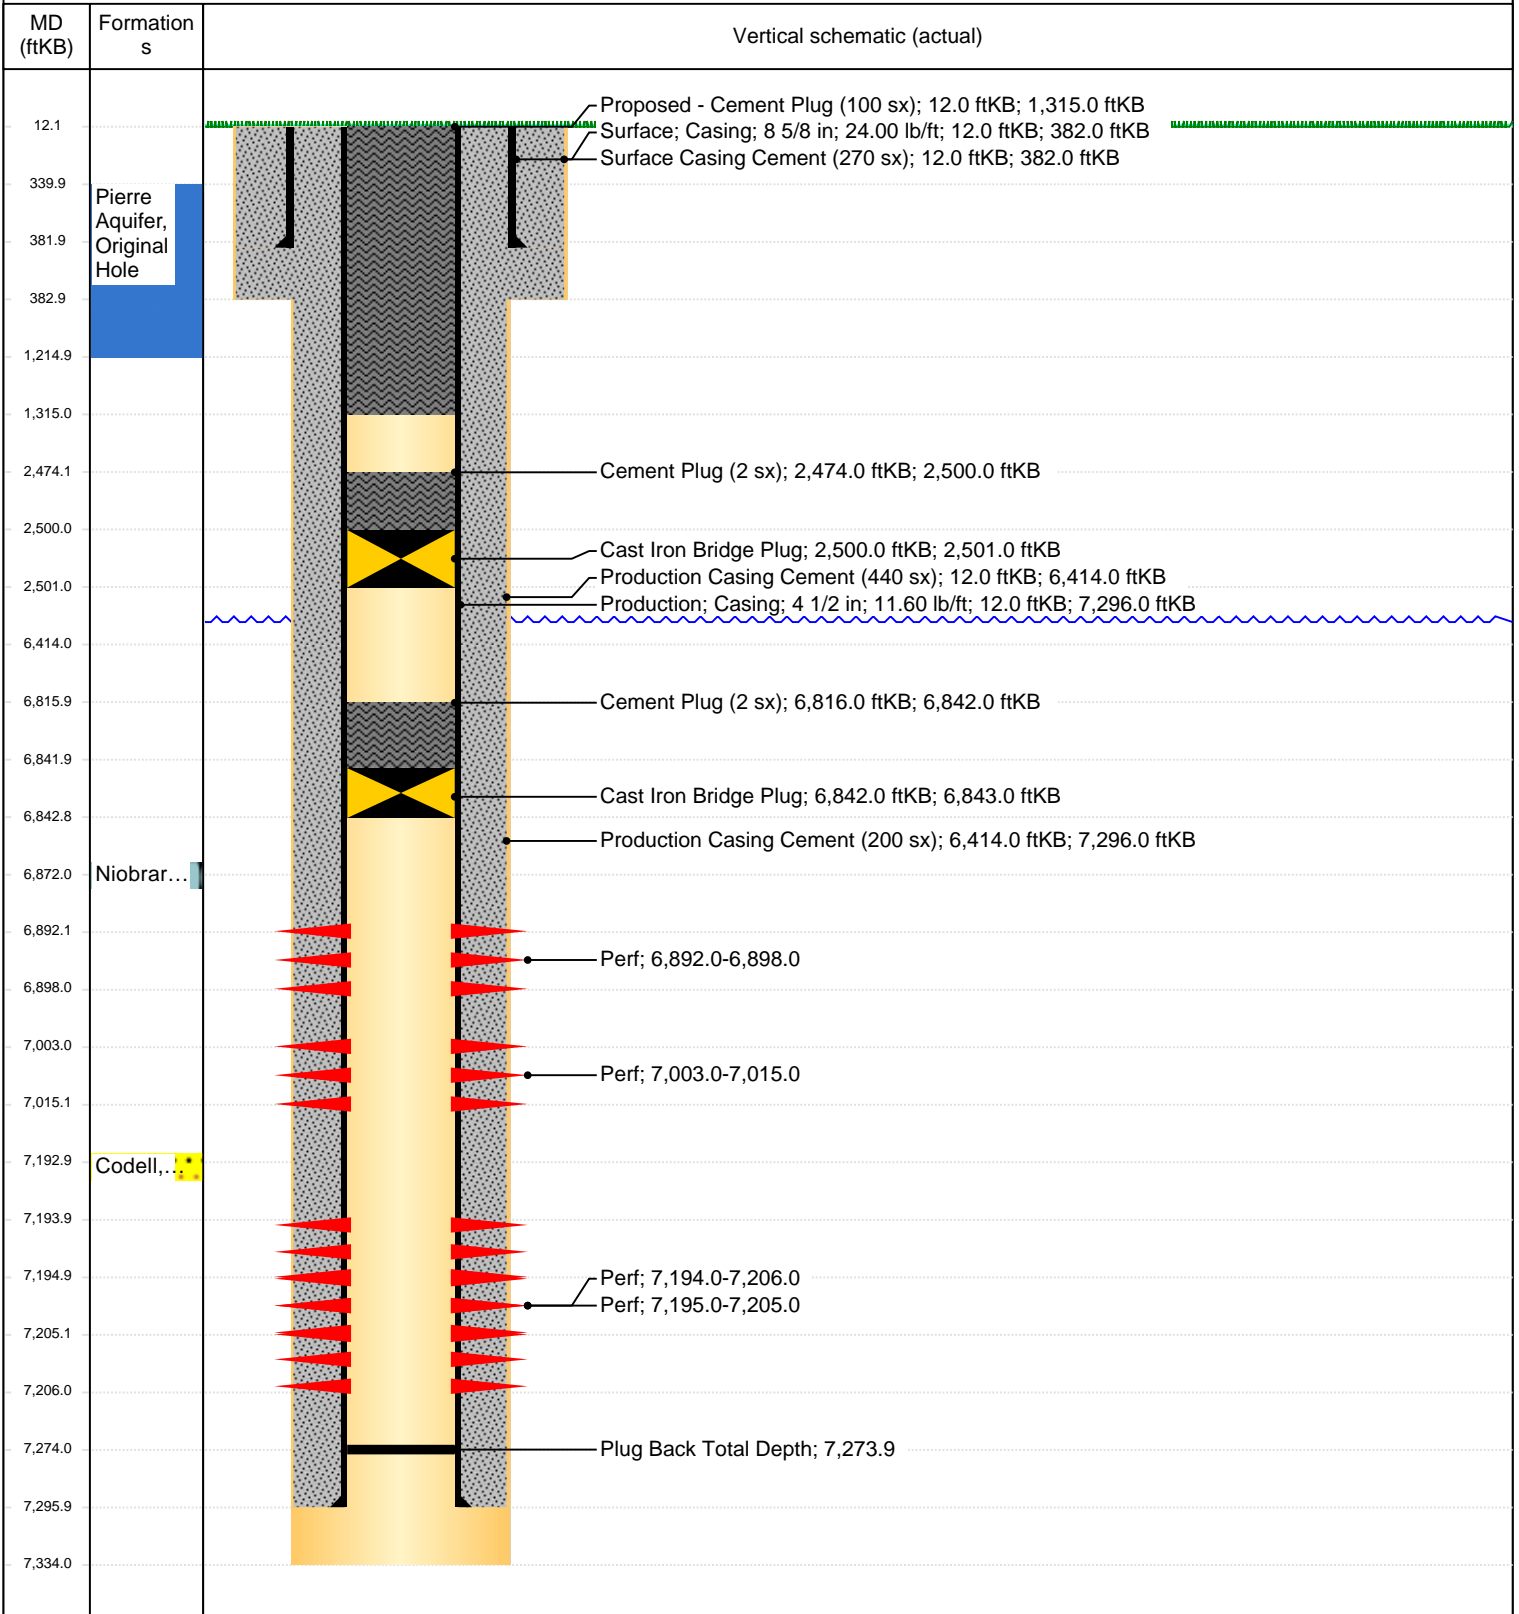 MD
(ftKB)
Formation
s
Vertical schematic (actual)
12.1
339.9
381.9
382.9
1,214.9
1,315.0
2,474.1
2,500.0
2,501.0
6,414.0
6,815.9
6,841.9
6,842.8
6,872.0
6,892.1
6,898.0
7,003.0
7,015.1
7,192.9
7,193.9
7,194.9
7,205.1
7,206.0
7,274.0
7,295.9
7,334.0
Pierre
Aquifer,
Original
Hole
Niobrar…
Codell,…
Proposed - Cement Plug (100 sx); 12.0 ftKB; 1,315.0 ftKB
Surface; Casing; 8 5/8 in; 24.00 lb/ft; 12.0 ftKB; 382.0 ftKB
Surface Casing Cement (270 sx); 12.0 ftKB; 382.0 ftKB
Cement Plug (2 sx); 2,474.0 ftKB; 2,500.0 ftKB
Cast Iron Bridge Plug; 2,500.0 ftKB; 2,501.0 ftKB
Production Casing Cement (440 sx); 12.0 ftKB; 6,414.0 ftKB
Production; Casing; 4 1/2 in; 11.60 lb/ft; 12.0 ftKB; 7,296.0 ftKB
Cement Plug (2 sx); 6,816.0 ftKB; 6,842.0 ftKB
Cast Iron Bridge Plug; 6,842.0 ftKB; 6,843.0 ftKB
Production Casing Cement (200 sx); 6,414.0 ftKB; 7,296.0 ftKB
Perf; 6,892.0-6,898.0
Perf; 7,003.0-7,015.0
Perf; 7,194.0-7,206.0
Perf; 7,195.0-7,205.0
Plug Back Total Depth; 7,273.9